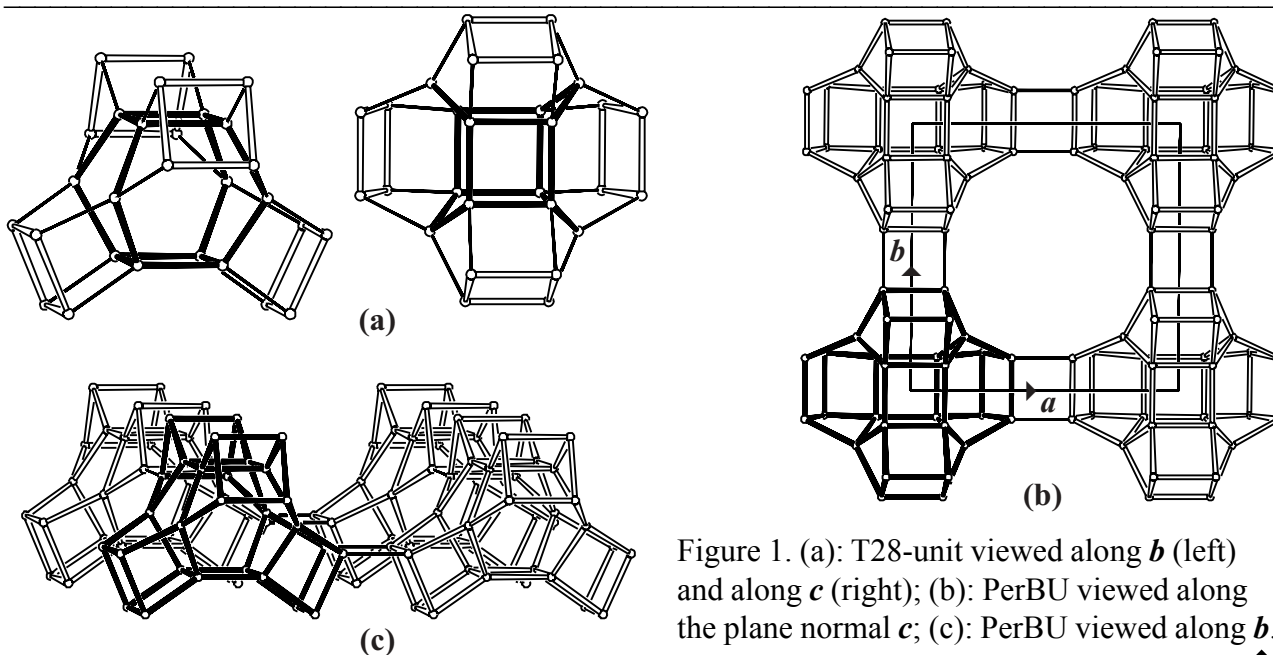 (a)
b
a
(b)
(c)
Figure 1. (a): T28-unit viewed along b (left)
and along c (right); (b): PerBU viewed along
the plane normal c; (c): PerBU viewed along b.